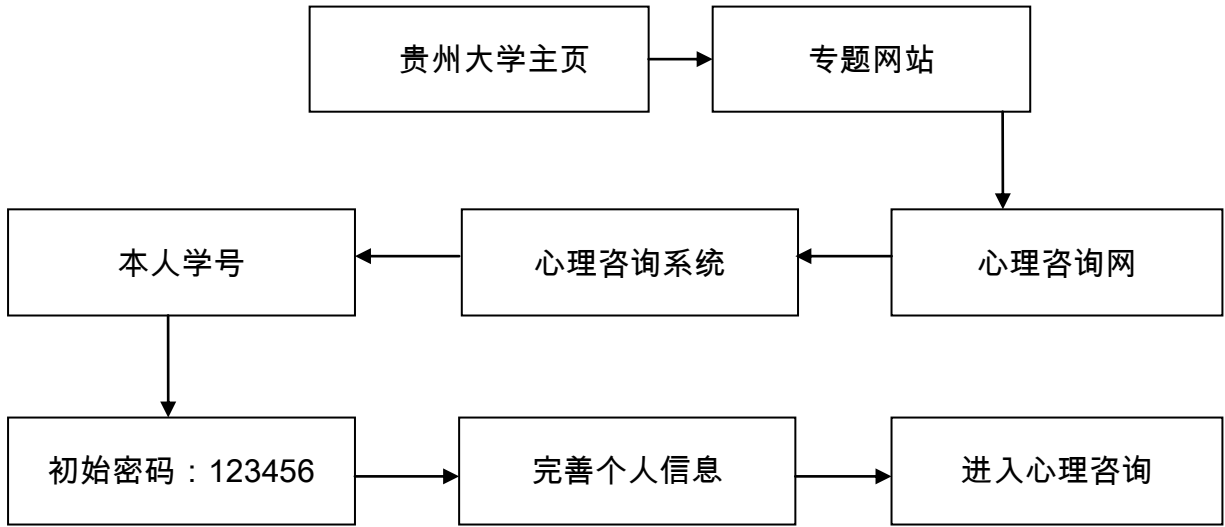 贵州大学主页
专题网站
心理咨询网
心理咨询系统
本人学号
初始密码：123456
完善个人信息
进入心理咨询